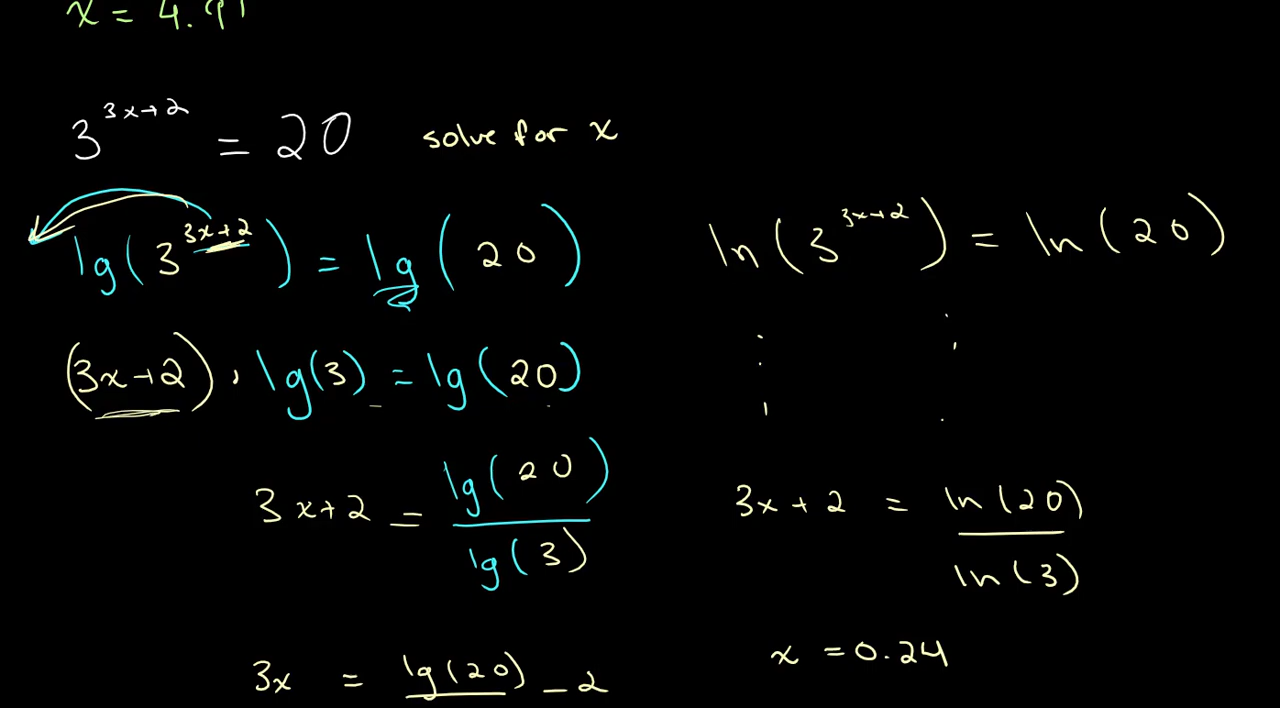 x = 4.91
3^{3x+2} = 20 solve for x
lg(3^{3x+2}) = lg(20)
(3x+2) · lg(3) = lg(20)
3x+2 = lg(20)/lg(3)
3x = lg(20) - 2
ln(3^{3x+2}) = ln(20)
3x+2 = ln(20)/ln(3)
x = 0.24